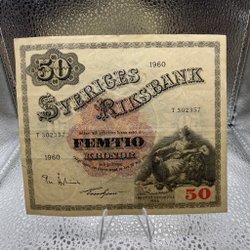 50
SVERIGES
RIKSBANK
1960
T 502357
T 502357
FEMTIO
KRONOR
1960
50